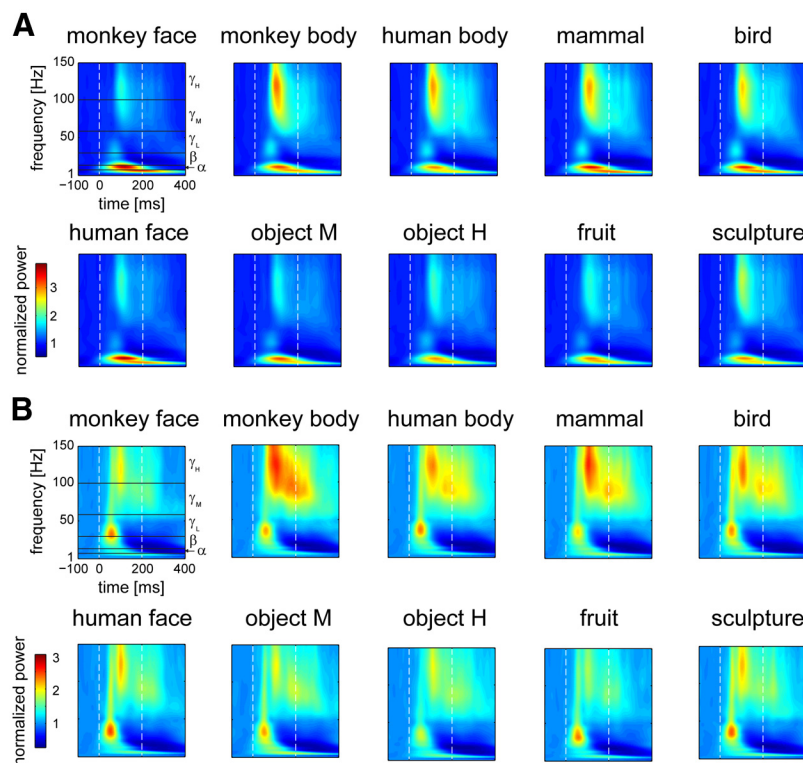 A
monkey face monkey body human body mammal bird
150
100
50
1
frequency [Hz]
γH
γM
γL
β
α
-100 0 200 400
time [ms]
human face object M object H fruit sculpture
normalized power
3
2
1
B
monkey face monkey body human body mammal bird
150
100
50
1
frequency [Hz]
γH
γM
γL
β
α
-100 0 200 400
time [ms]
human face object M object H fruit sculpture
normalized power
3
2
1